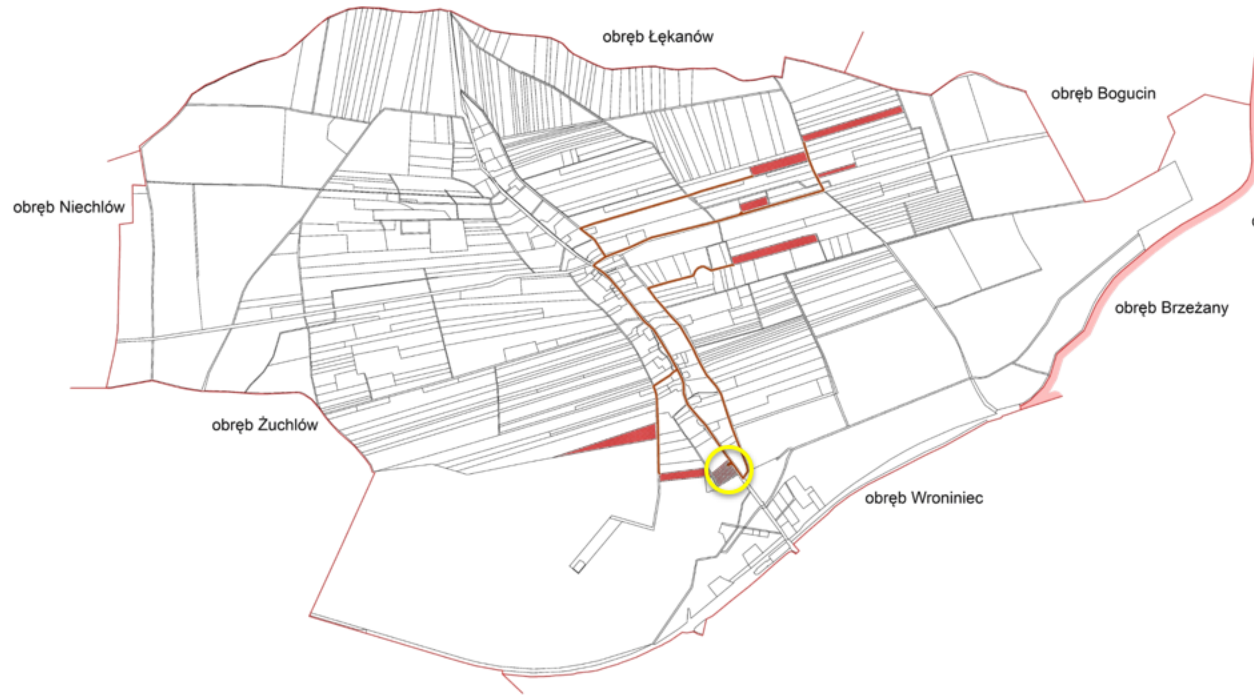 obręb Łękanów
obręb Bogucin
obręb Niechlów
obręb Brzeżany
obręb Żuchlów
obręb Wroniniec